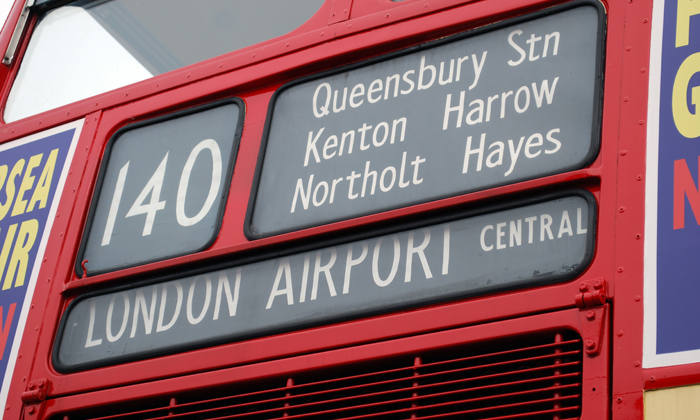 140
Queensbury Stn
Kenton Harrow
Northolt Hayes
LONDON AIRPORT CENTRAL